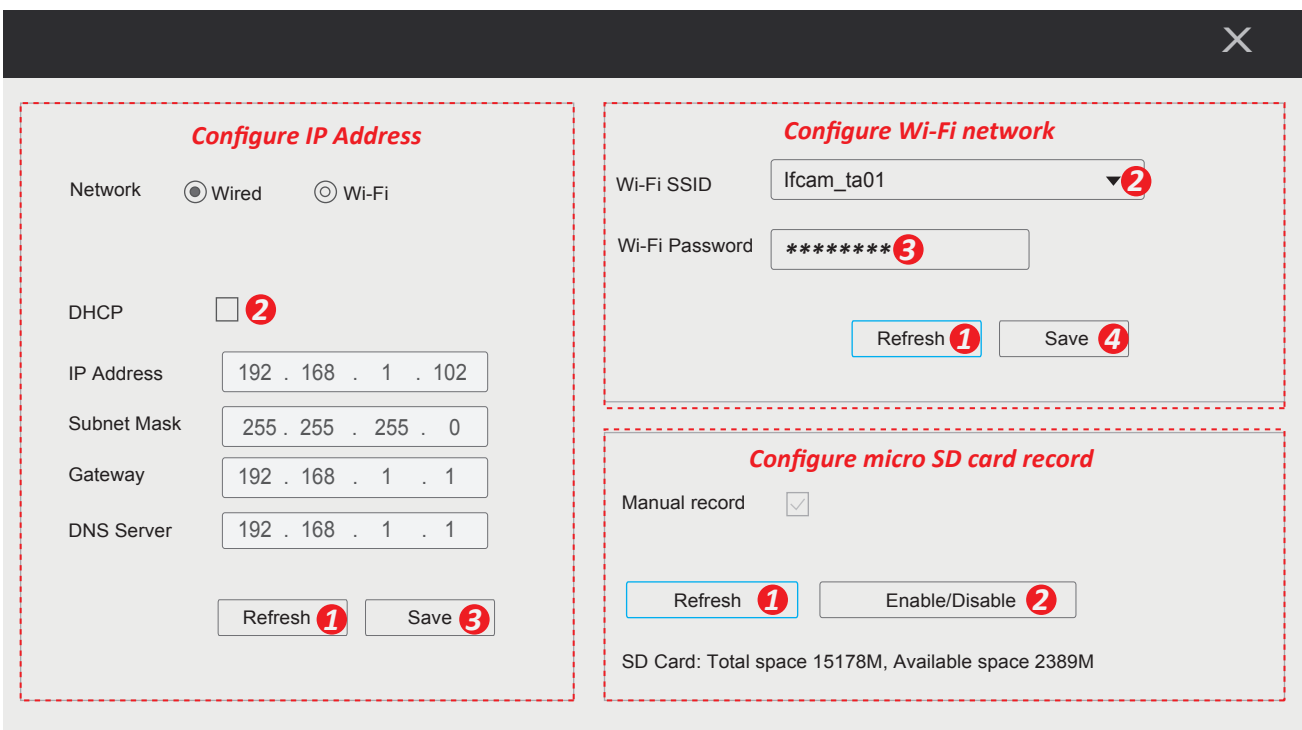 X
Configure IP Address
Network Wired Wi-Fi
DHCP 2
IP Address 192 . 168 . 1 . 102
Subnet Mask 255 . 255 . 255 . 0
Gateway 192 . 168 . 1 . 1
DNS Server 192 . 168 . 1 . 1
Refresh 1 Save 3
Configure Wi-Fi network
Wi-Fi SSID lfcam_ta01 2
Wi-Fi Password ******** 3
Refresh 1 Save 4
Configure micro SD card record
Manual record
Refresh 1 Enable/Disable 2
SD Card: Total space 15178M, Available space 2389M